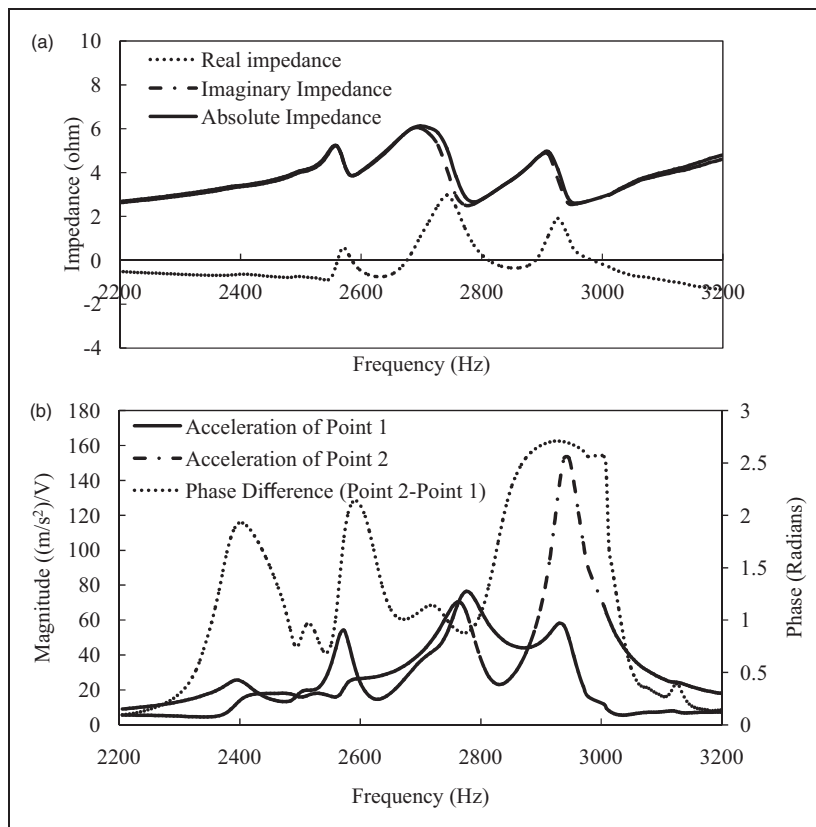 (a)
10
8
6
4
2
0
-2
-4
Impedance (ohm)
Real impedance
Imaginary Impedance
Absolute Impedance
2200 2400 2600 2800 3000 3200
Frequency (Hz)
(b)
180
160
140
120
100
80
60
40
20
0
Magnitude ((m/s²)/V)
Acceleration of Point 1
Acceleration of Point 2
Phase Difference (Point 2-Point 1)
3
2.5
2
1.5
1
0.5
0
Phase (Radians)
2200 2400 2600 2800 3000 3200
Frequency (Hz)